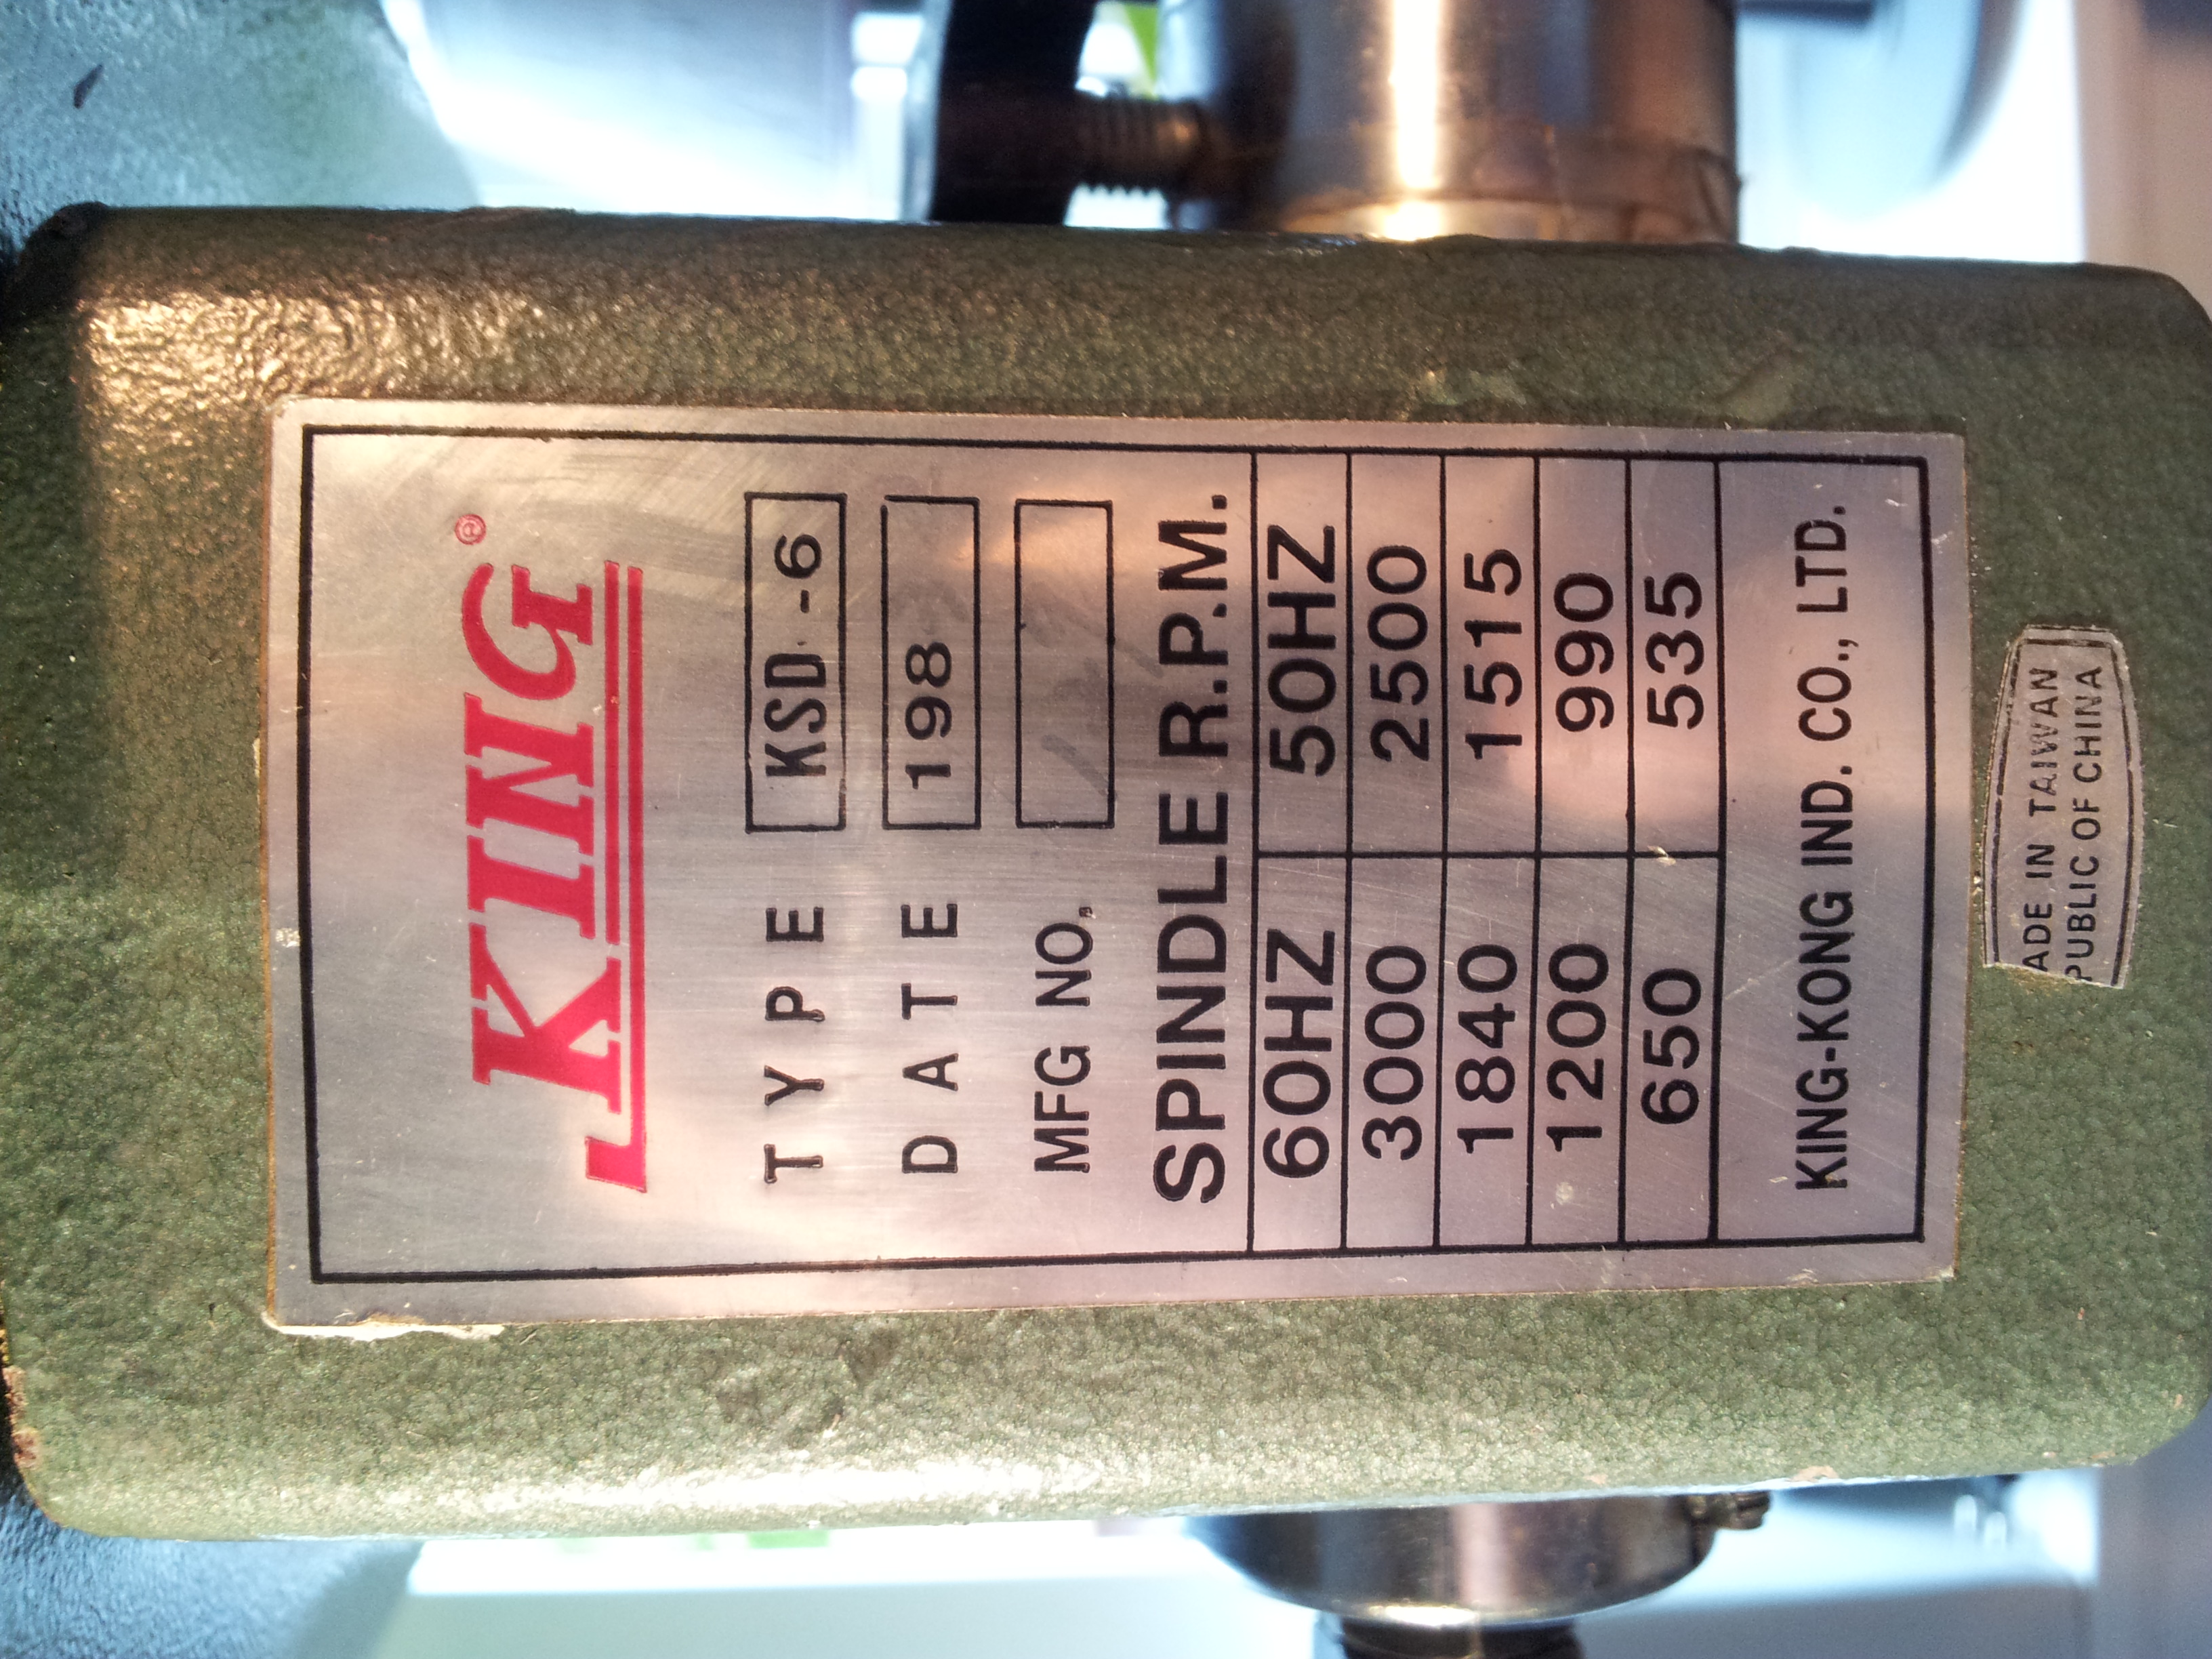 KING®
TYPE KSD-6
DATE 198
MFG NO.
SPINDLE R.P.M.
60HZ 50HZ
3000 2500
1840 1515
1200 990
650 535
KING-KONG IND. CO., LTD.
ADE IN TAIWAN
PUBLIC OF CHINA